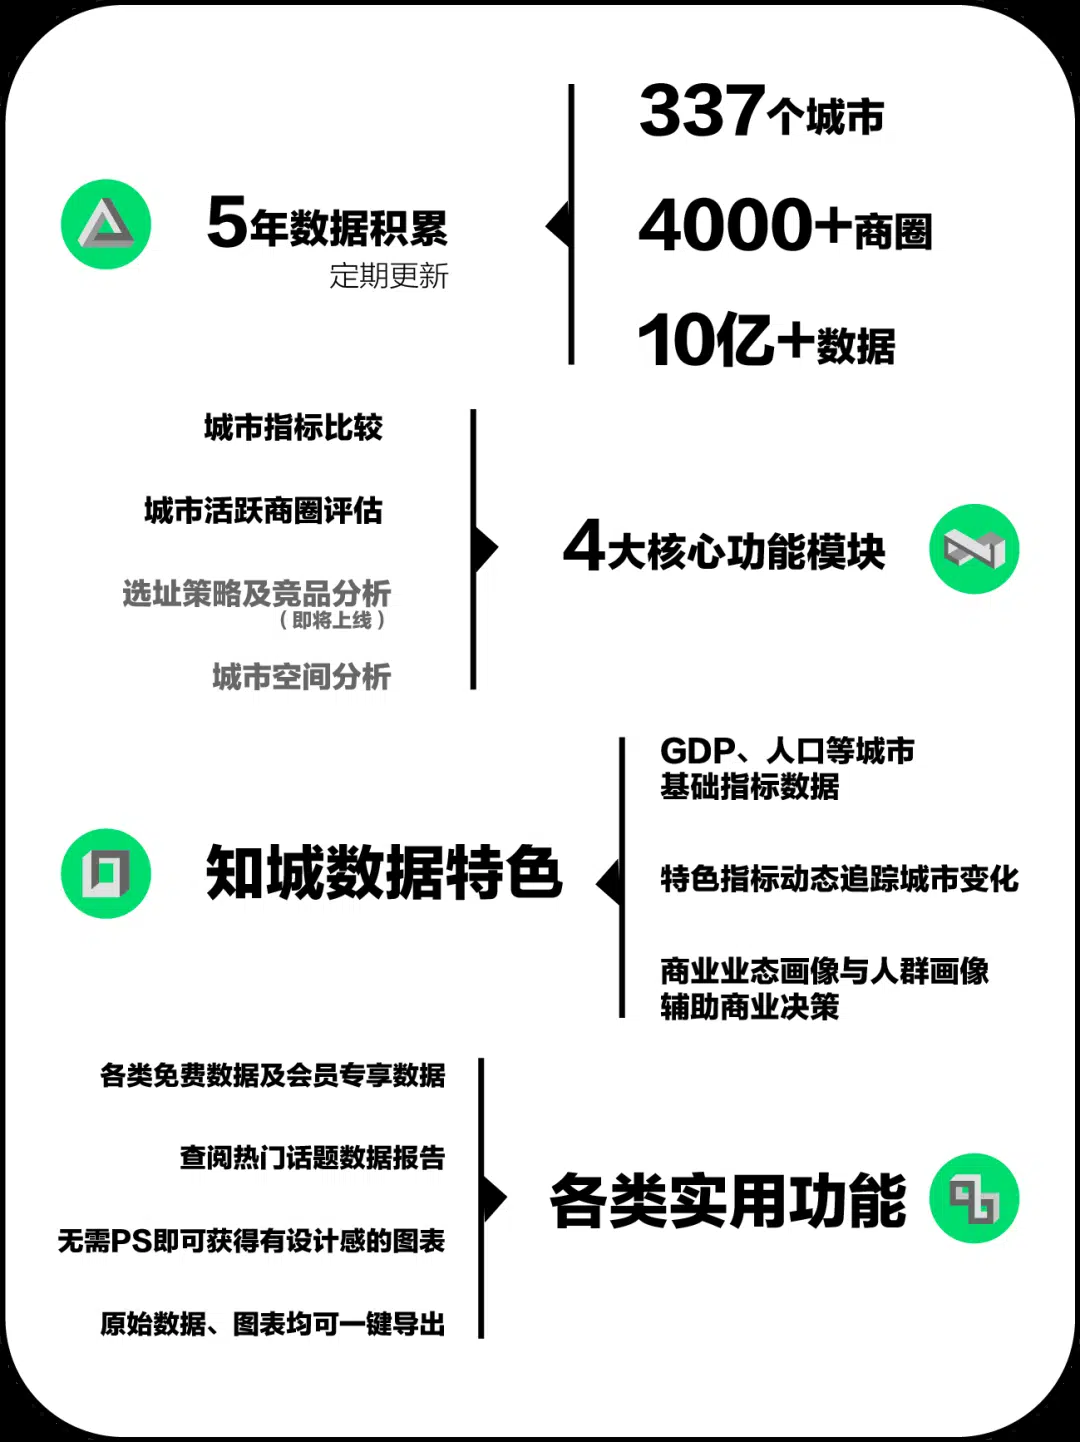 5年数据积累
定期更新
337个城市
4000+商圈
10亿+数据
城市指标比较
城市活跃商圈评估
选址策略及竞品分析
（即将上线）
城市空间分析
4大核心功能模块
知城数据特色
GDP、人口等城市
基础指标数据
特色指标动态追踪城市变化
商业业态画像与人群画像
辅助商业决策
各类免费数据及会员专享数据
查阅热门话题数据报告
无需PS即可获得有设计感的图表
原始数据、图表均可一键导出
各类实用功能